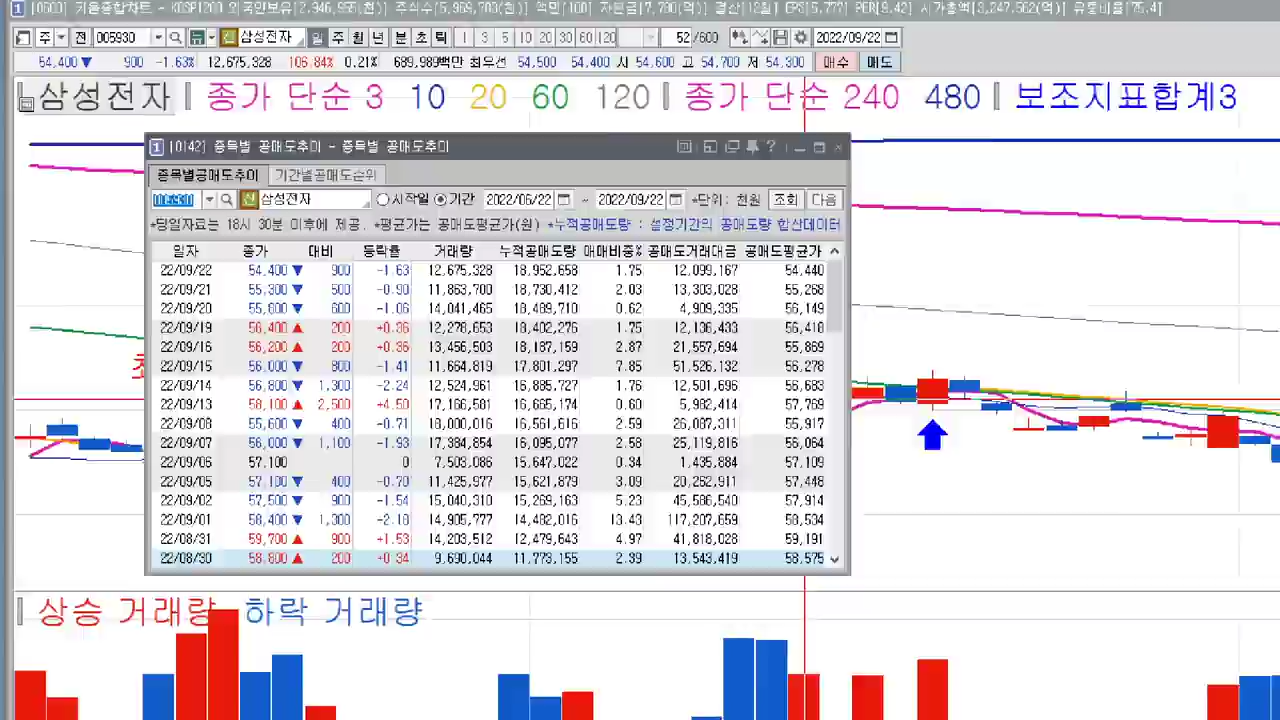 [0600] 키움종합차트 - KOSPI200 외국인보유[2,946,955(천)] 주식수[5,969,783(천)] 액면[100] 자본금[7,780(억)] 결산[12월] EPS[5,777] PER[9.42] 시가총액[3,247,562(억)] 유통비율[75.4]
주 전 005930 신 삼성전자 일 주 월 년 분 초 틱 1 3 5 10 20 30 60 120 52 /600 2022/09/22
54,400 ▼ 900 -1.63% 12,675,328 106.84% 0.21% 689,989백만 최우선 54,500 54,400 시 54,600 고 54,700 저 54,300 매수 매도
삼성전자 종가 단순 3 10 20 60 120 종가 단순 240 480 보조지표합계3
[0142] 종목별 공매도추이 - 종목별 공매도추이
종목별공매도추이 기간별공매도순위
005930 신 삼성전자 시작일 기간 2022/06/22 ~ 2022/09/22 *단위: 천원 조회 다음
*당일자료는 18시 30분 이후에 제공. *평균가는 공매도평균가(원) *누적공매도량 : 설정기간의 공매도량 합산데이터
일자 종가 대비 등락률 거래량 누적공매도량 매매비중% 공매도거래대금 공매도평균가
22/09/22 54,400 ▼ 900 -1.63 12,675,328 18,952,658 1.75 12,099,167 54,440
22/09/21 55,300 ▼ 500 -0.90 11,863,700 18,730,412 2.03 13,303,028 55,268
22/09/20 55,800 ▼ 600 -1.06 14,041,465 18,489,710 0.62 4,909,335 56,149
22/09/19 56,400 ▲ 200 +0.36 12,278,653 18,402,276 1.75 12,136,433 56,418
22/09/16 56,200 ▲ 200 +0.36 13,456,503 18,187,159 2.87 21,557,694 55,869
22/09/15 56,000 ▼ 800 -1.41 11,664,819 17,801,297 7.85 51,526,132 56,278
22/09/14 56,800 ▼ 1,300 -2.24 12,524,961 16,885,727 1.76 12,501,696 56,683
22/09/13 58,100 ▲ 2,500 +4.50 17,166,581 16,665,174 0.60 5,982,414 57,769
22/09/08 55,600 ▼ 400 -0.71 16,561,616 2.59 26,087,311 55,917
22/09/07 56,000 ▼ 1,100 -1.93 17,384,854 16,095,077 2.58 25,119,816 56,064
22/09/06 57,100 0 7,503,086 15,647,022 0.34 1,435,884 57,109
22/09/05 57,100 ▼ 400 -0.70 11,425,977 15,621,879 3.09 20,262,911 57,448
22/09/02 57,500 ▼ 900 -1.54 15,040,310 15,269,163 5.23 45,586,540 57,914
22/09/01 58,400 ▼ 1,300 -2.18 14,905,777 14,482,016 13.43 117,207,659 58,534
22/08/31 59,700 ▲ 900 +1.53 14,203,512 12,479,643 4.97 41,818,028 59,191
22/08/30 58,800 ▲ 200 +0.34 9,690,044 11,773,155 2.39 13,543,419 58,575
상승 거래량 하락 거래량